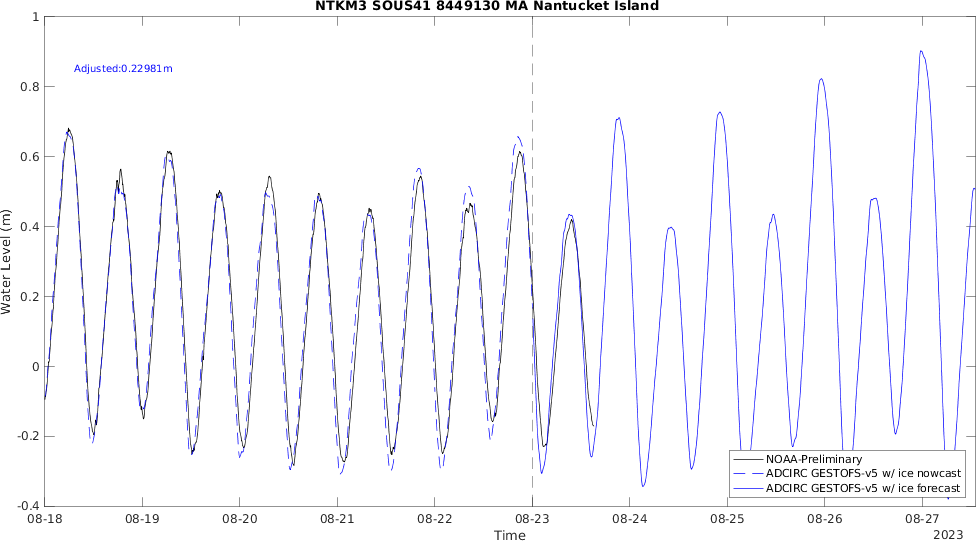 NTKM3 SOUS41 8449130 MA Nantucket Island
Adjusted:0.22981m
1
0.8
0.6
0.4
0.2
0
-0.2
-0.4
Water Level (m)
NOAA-Preliminary
ADCIRC GESTOFS-v5 w/ ice nowcast
ADCIRC GESTOFS-v5 w/ ice forecast
08-18 08-19 08-20 08-21 08-22 08-23 08-24 08-25 08-26 08-27
Time
2023